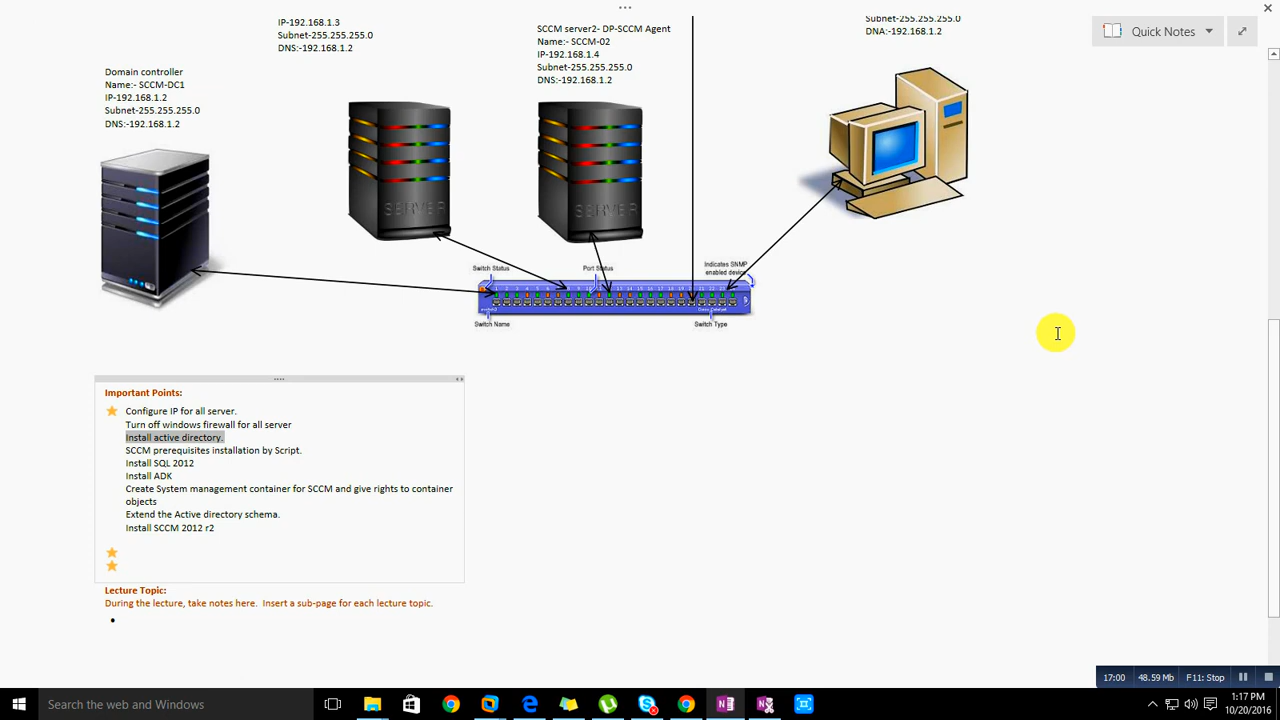 IP-192.168.1.3
Subnet-255.255.255.0
DNS:-192.168.1.2
SCCM server2- DP-SCCM Agent
Name:- SCCM-02
IP-192.168.1.4
Subnet-255.255.255.0
DNS:-192.168.1.2
Subnet-255.255.255.0
DNA:-192.168.1.2
Quick Notes
Domain controller
Name:- SCCM-DC1
IP-192.168.1.2
Subnet-255.255.255.0
DNS:-192.168.1.2
SERVER
SERVER
Switch Status
Port Status
Indicates SNMP
enabled device
Switch Name
Switch Type
Important Points:
Configure IP for all server.
Turn off windows firewall for all server
Install active directory.
SCCM prerequisites installation by Script.
Install SQL 2012
Install ADK
Create System management container for SCCM and give rights to container
objects
Extend the Active directory schema.
Install SCCM 2012 r2
Lecture Topic:
During the lecture, take notes here. Insert a sub-page for each lecture topic.
17:00 48.59 Mb F11: Stop
Search the web and Windows
1:17 PM
10/20/2016